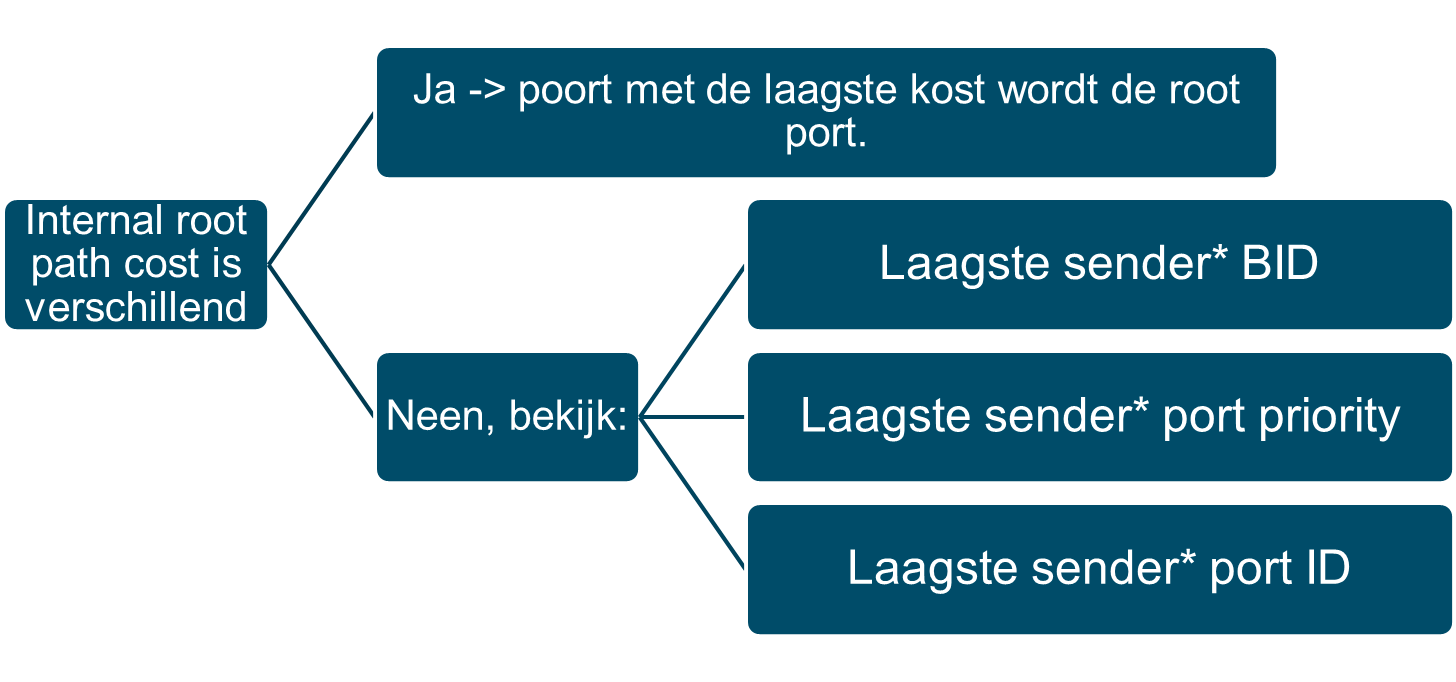 Ja -> poort met de laagste kost wordt de root
port.
Internal root
path cost is
verschillend
Laagste sender* BID
Neen, bekijk:
Laagste sender* port priority
Laagste sender* port ID